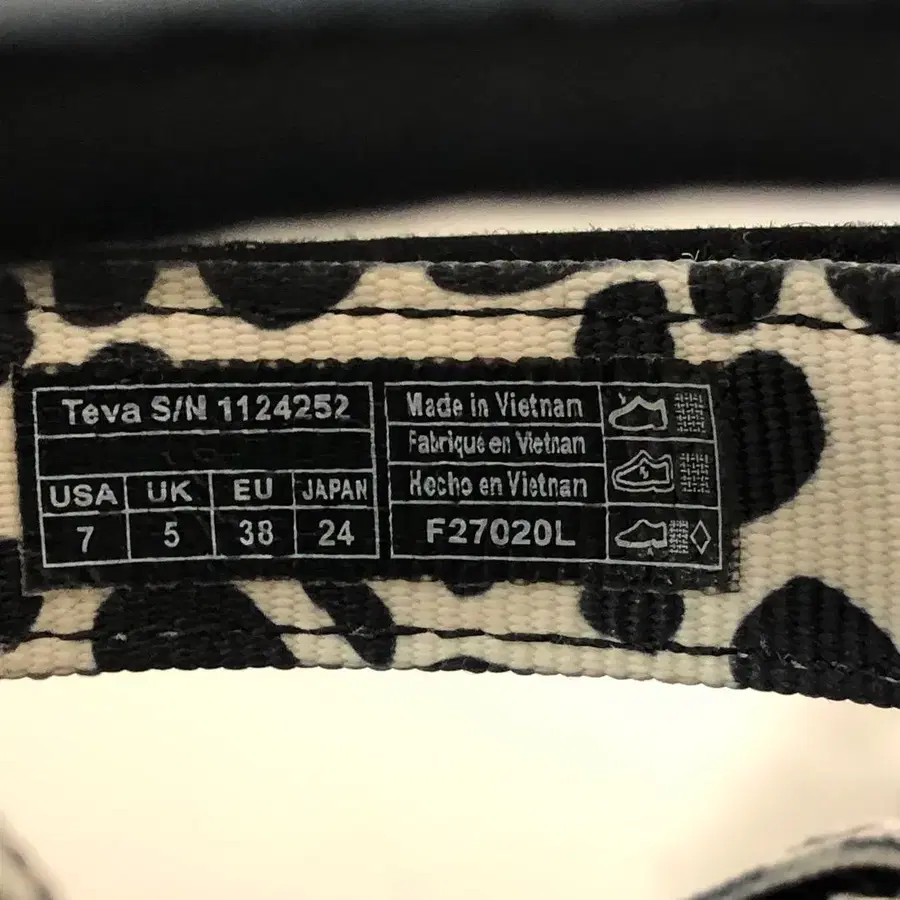 Teva S/N 1124252
USA UK EU JAPAN
7 5 38 24
Made in Vietnam
Fabriqué en Vietnam
Hecho en Vietnam
F27020L